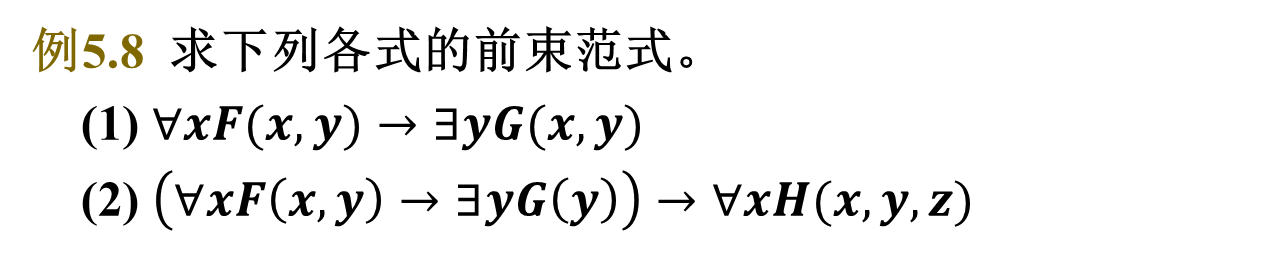 例5.8 求下列各式的前束范式。
(1) ∀xF(x, y) → ∃yG(x, y)
(2) (∀xF(x, y) → ∃yG(y)) → ∀xH(x, y, z)